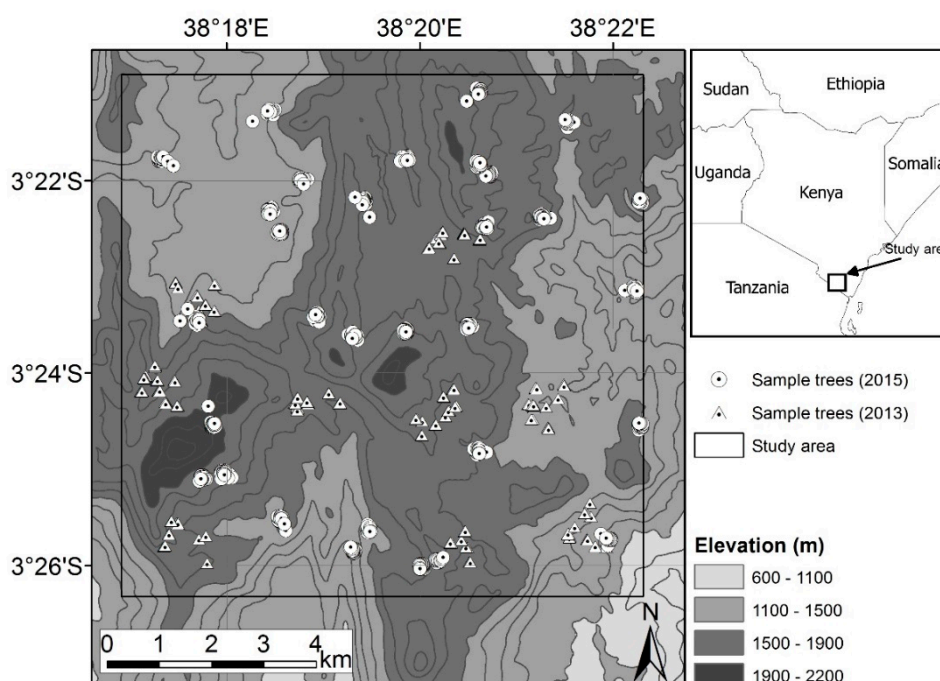 38°18'E 38°20'E 38°22'E
3°22'S
3°24'S
3°26'S
0 1 2 3 4
km
N
Sudan
Ethiopia
Uganda
Kenya
Somalia
Study area
Tanzania
Sample trees (2015)
Sample trees (2013)
Study area
Elevation (m)
600 - 1100
1100 - 1500
1500 - 1900
1900 - 2200